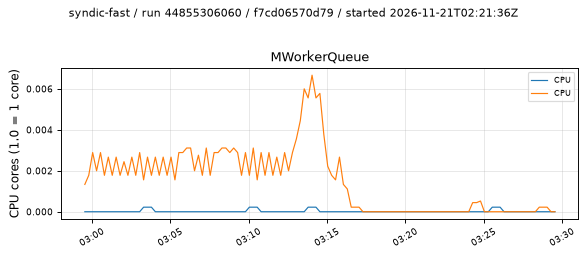 syndic-fast / run 44855306060 / f7cd06570d79 / started 2026-11-21T02:21:36Z
MWorkerQueue
CPU cores (1.0 = 1 core)
0.006
0.004
0.002
0.000
CPU
CPU
03:00
03:05
03:10
03:15
03:20
03:25
03:30